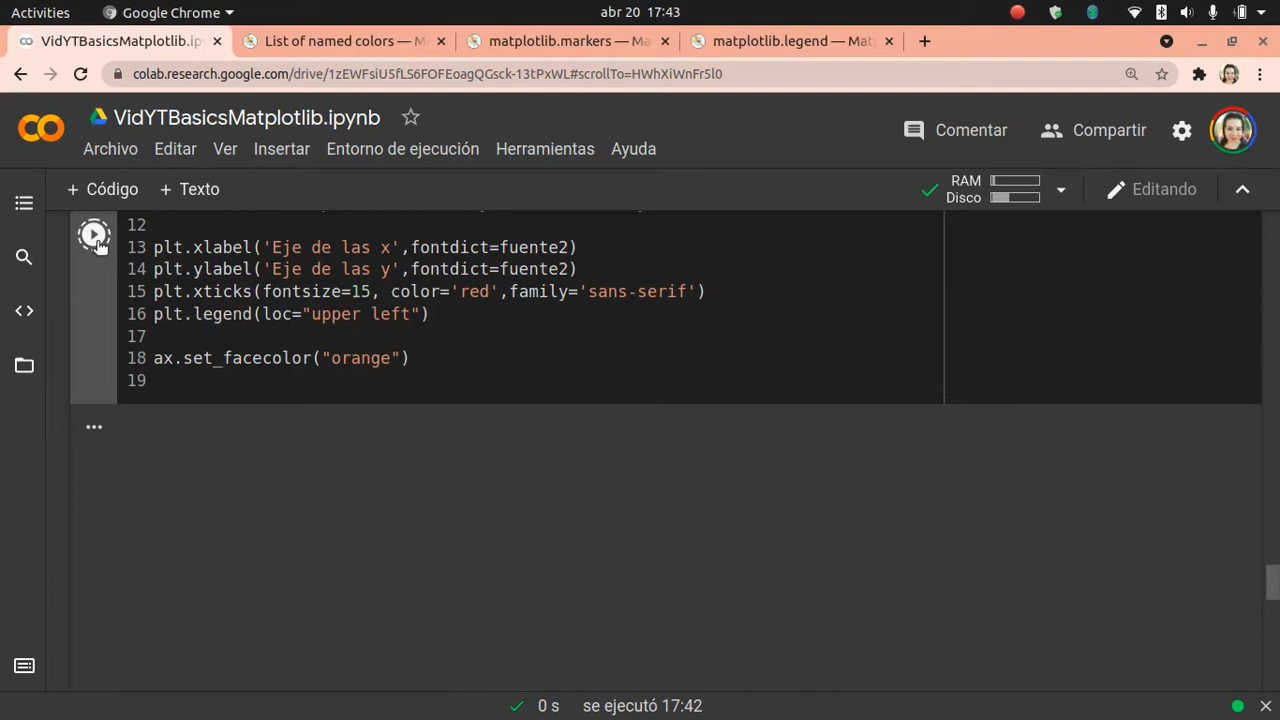 Activities Google Chrome abr 20 17:43
VidYTBasicsMatplotlib.ip List of named colors — M matplotlib.markers — Mat matplotlib.legend — Mat
colab.research.google.com/drive/1zEWFsiU5fLS6FOFEoagQGsck-13tPxWL#scrollTo=HWhXiWnFr5l0
VidYTBasicsMatplotlib.ipynb
Comentar Compartir
Archivo Editar Ver Insertar Entorno de ejecución Herramientas Ayuda
+ Código + Texto RAM Disco Editando
12
13 plt.xlabel('Eje de las x',fontdict=fuente2)
14 plt.ylabel('Eje de las y',fontdict=fuente2)
15 plt.xticks(fontsize=15, color='red',family='sans-serif')
16 plt.legend(loc="upper left")
17
18 ax.set_facecolor("orange")
19
0 s se ejecutó 17:42